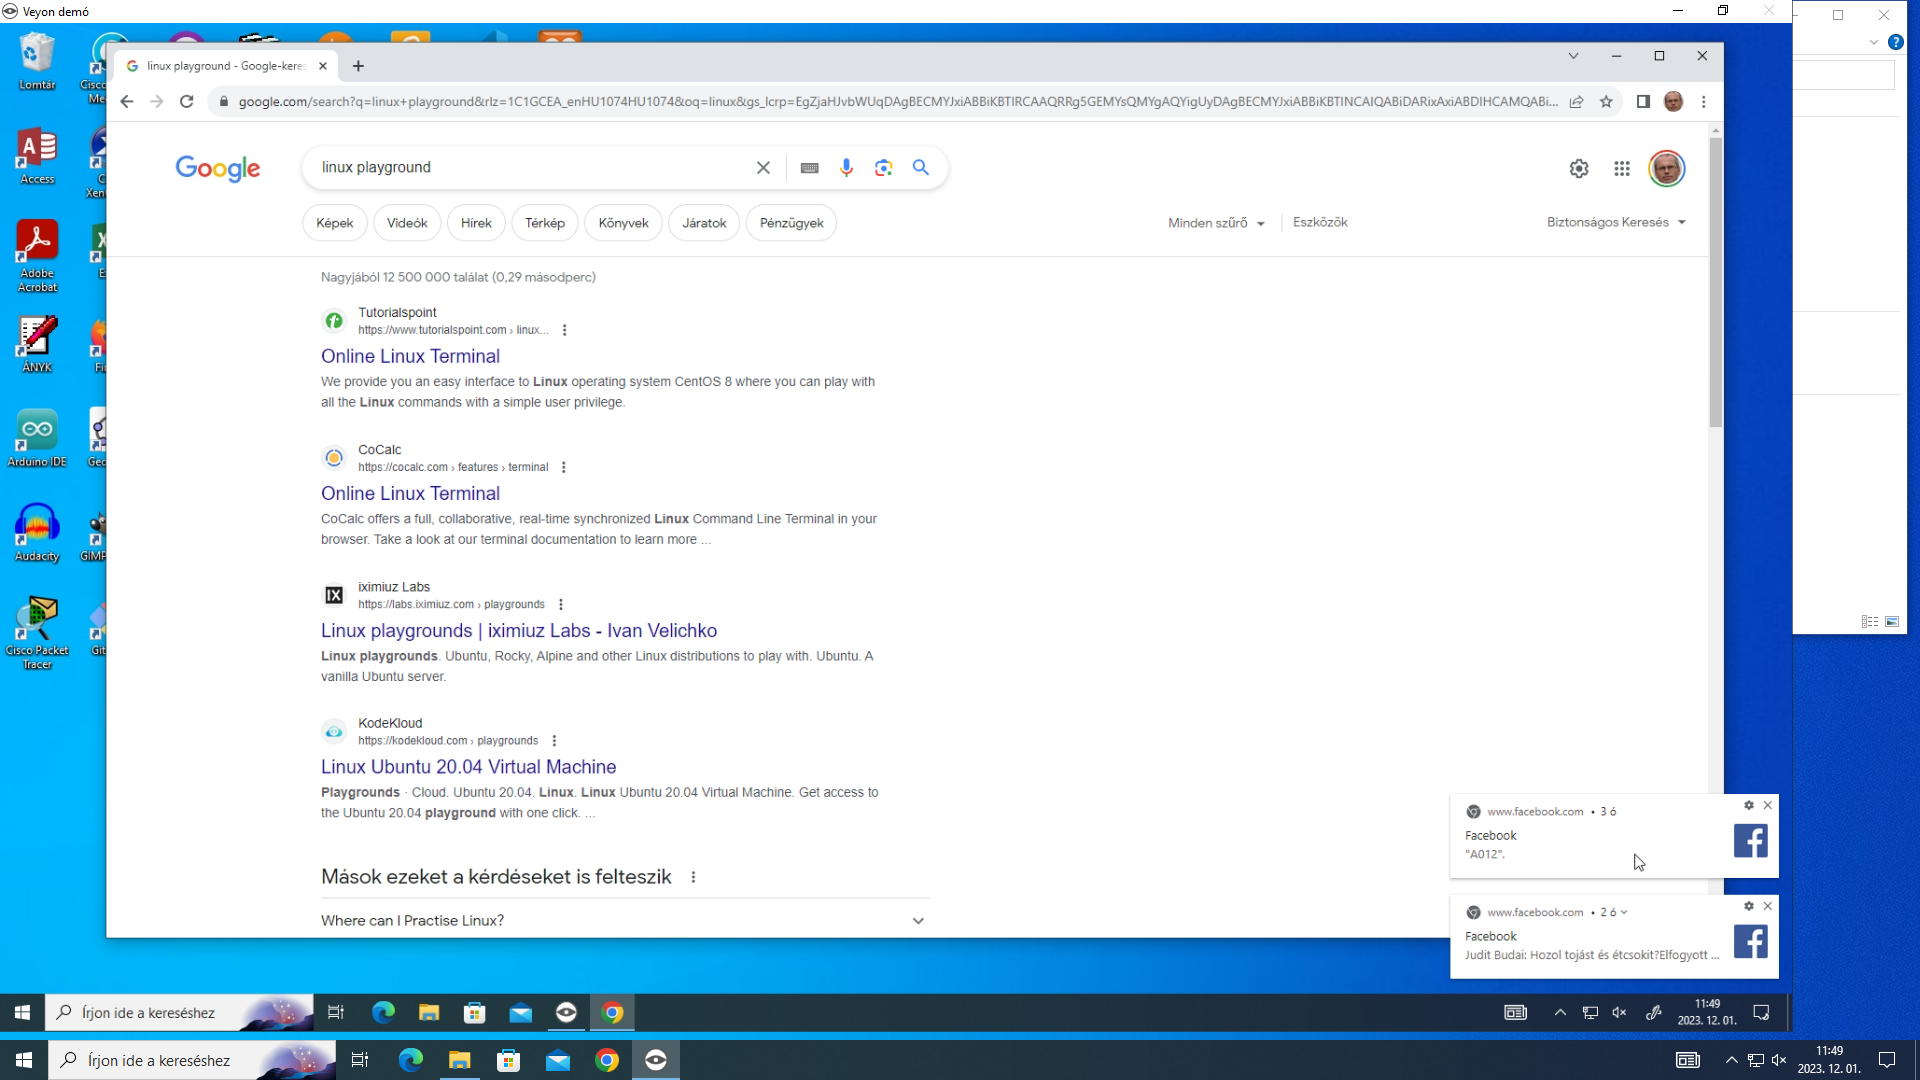 Veyon demó
Lomtár
Access
Adobe
Acrobat
ÁNYK
Arduino IDE
Audacity
Cisco Packet
Tracer
linux playground - Google-keres
google.com/search?q=linux+playground&rlz=1C1GCEA_enHU1074HU1074&oq=linux&gs_lcrp=EgZjaHJvbWUqDAgBECMYJxiABBiKBTIRCAAQRRg5GEMYsQMYgAQYigUyDAgBECMYJxiABBiKBTINCAIQABiDARixAxiABDIHCAMQABi...
Google
linux playground
Képek
Videók
Hírek
Térkép
Könyvek
Járatok
Pénzügyek
Minden szűrő
Eszközök
Biztonságos Keresés
Nagyjából 12 500 000 találat (0,29 másodperc)
Tutorialspoint
https://www.tutorialspoint.com › linux...
Online Linux Terminal
We provide you an easy interface to Linux operating system CentOS 8 where you can play with
all the Linux commands with a simple user privilege.
CoCalc
https://cocalc.com › features › terminal
Online Linux Terminal
CoCalc offers a full, collaborative, real-time synchronized Linux Command Line Terminal in your
browser. Take a look at our terminal documentation to learn more ...
iximiuz Labs
https://labs.iximiuz.com › playgrounds
Linux playgrounds | iximiuz Labs - Ivan Velichko
Linux playgrounds. Ubuntu, Rocky, Alpine and other Linux distributions to play with. Ubuntu. A
vanilla Ubuntu server.
KodeKloud
https://kodekloud.com › playgrounds
Linux Ubuntu 20.04 Virtual Machine
Playgrounds · Cloud. Ubuntu 20.04. Linux. Linux Ubuntu 20.04 Virtual Machine. Get access to
the Ubuntu 20.04 playground with one click. ...
Mások ezeket a kérdéseket is felteszik
Where can I Practise Linux?
www.facebook.com • 3 ó
Facebook
"A012".
www.facebook.com • 2 ó
Facebook
Judit Budai: Hozol tojást és étcsokit?Elfogyott ...
Írjon ide a kereséshez
11:49
2023. 12. 01.
Írjon ide a kereséshez
11:49
2023. 12. 01.